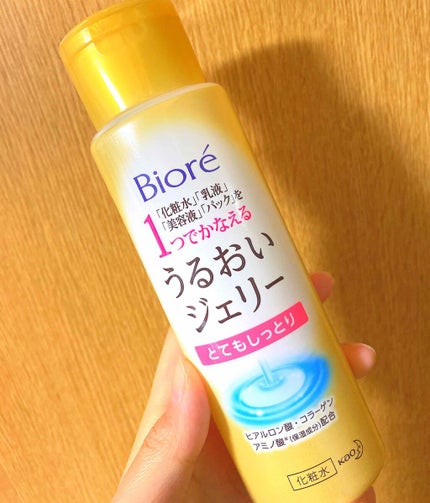 Bioré
「化粧水」「乳液」
「美容液」「パック」を
1つでかなえる
うるおい
ジェリー
とてもしっとり
ヒアルロン酸・コラーゲン
アミノ酸*(保湿成分)配合
化粧水
Kao